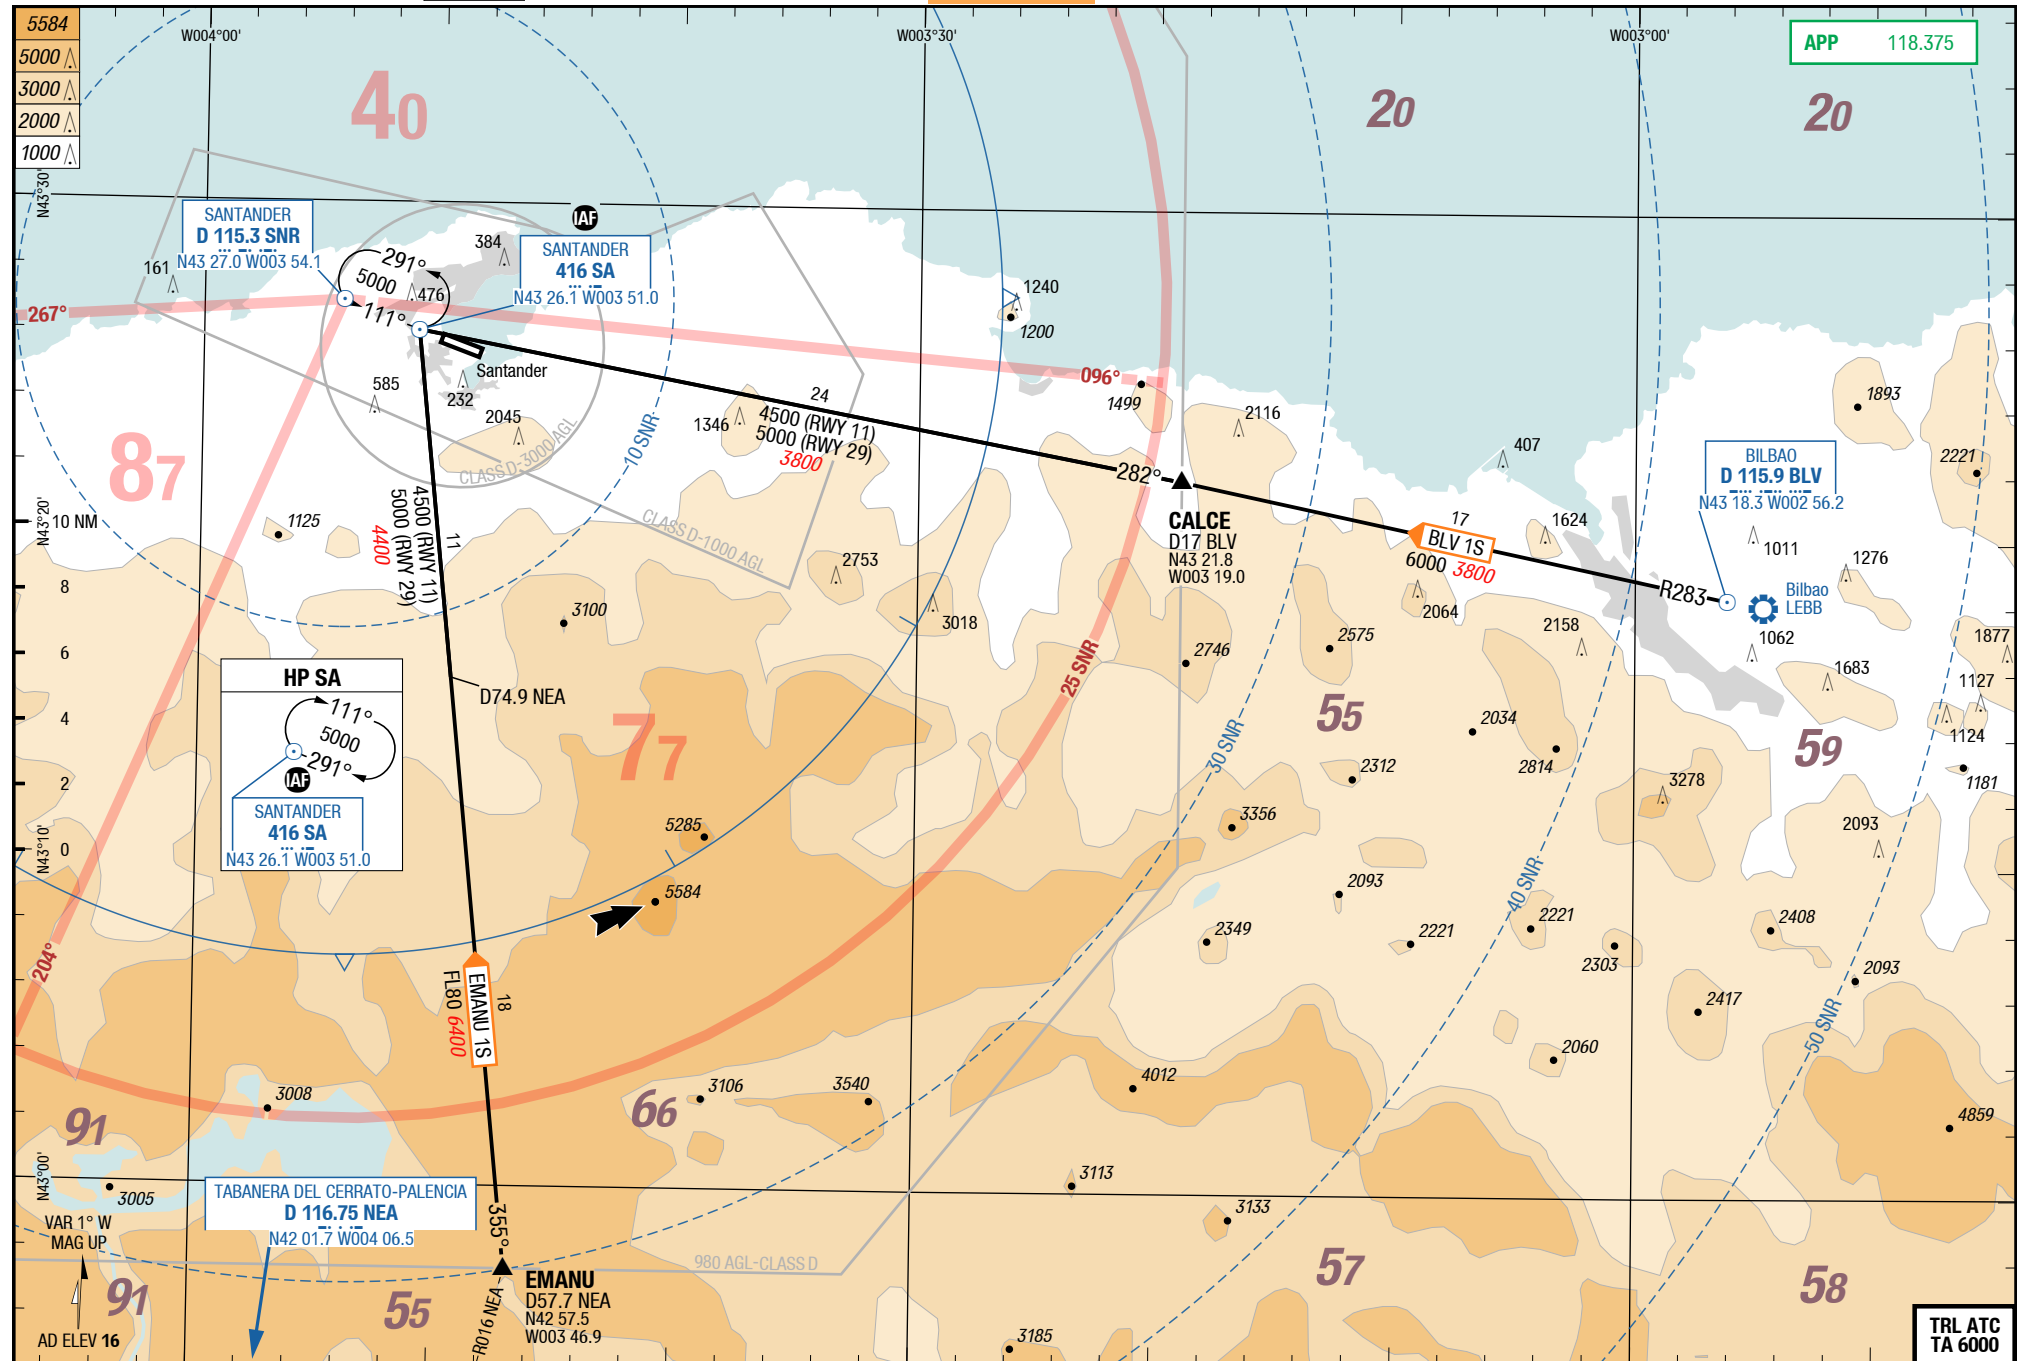 5584
5000
3000
2000
1000
W004°00'
W003°30'
W003°00'
APP 118.375
40
20
20
N43°30'
SANTANDER
D 115.3 SNR
N43 27.0 W003 54.1
IAF
SANTANDER
416 SA
N43 26.1 W003 51.0
161
384
291°
5000
111°
476
267°
1240
1200
Santander
585
232
2045
096°
1499
24
4500 (RWY 11)
5000 (RWY 29)
3800
1346
2116
1893
407
2221
CLASS D-3000 AGL
10 SNR
87
282°
CALCE
D17 BLV
N43 21.8
W003 19.0
BILBAO
D 115.9 BLV
N43 18.3 W002 56.2
17
BLV 1S
6000 3800
R283
1624
1011
1276
Bilbao
LEBB
N43°20'
10 NM
8
6
4
2
0
1125
11
4500 (RWY 11)
5000 (RWY 29)
4400
CLASS D-1000 AGL
2753
3100
3018
2064
2158
1062
1877
1683
1127
1124
1181
2746
2575
25 SNR
D74.9 NEA
HP SA
111°
5000
291°
IAF
SANTANDER
416 SA
N43 26.1 W003 51.0
77
55
59
2034
2814
30 SNR
2312
3278
3356
2093
5285
5584
N43°10'
2093
40 SNR
2221
2349
2221
2303
2408
2093
2417
50 SNR
204°
18
EMANU 1S
FL80 6400
2060
3008
3106
3540
4012
4859
91
66
N43°00'
3005
3113
3133
TABANERA DEL CERRATO-PALENCIA
D 116.75 NEA
N42 01.7 W004 06.5
VAR 1° W
MAG UP
355°
980 AGL-CLASS D
EMANU
D57.7 NEA
N42 57.5
W003 46.9
R016 NEA
91
55
57
58
3185
AD ELEV 16
TRL ATC
TA 6000